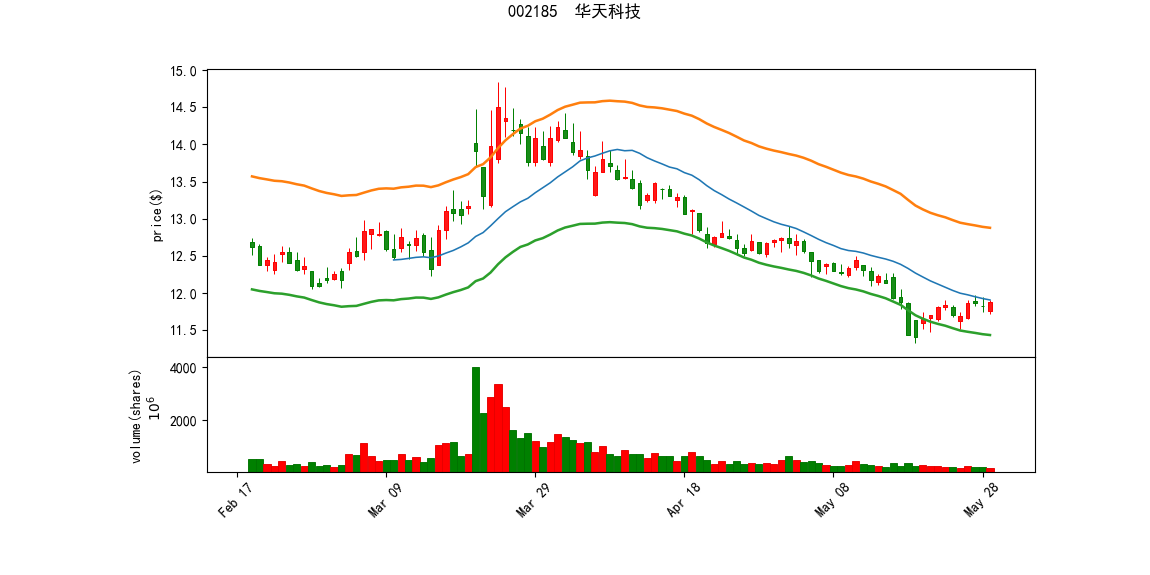 002185 华天科技
price($)
15.0
14.5
14.0
13.5
13.0
12.5
12.0
11.5
volume(shares)
10^6
4000
2000
Feb 17
Mar 09
Mar 29
Apr 18
May 08
May 28